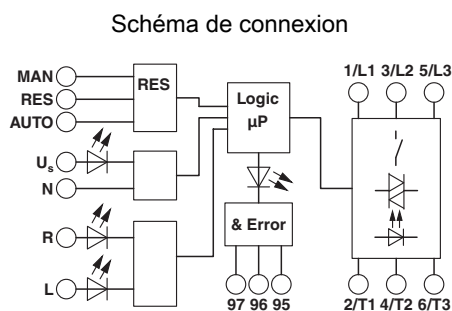 Schéma de connexion
1/L1 3/L2 5/L3
MAN
RES
AUTO
RES
Logic
µP
Us
N
R
L
& Error
97 96 95
2/T1 4/T2 6/T3